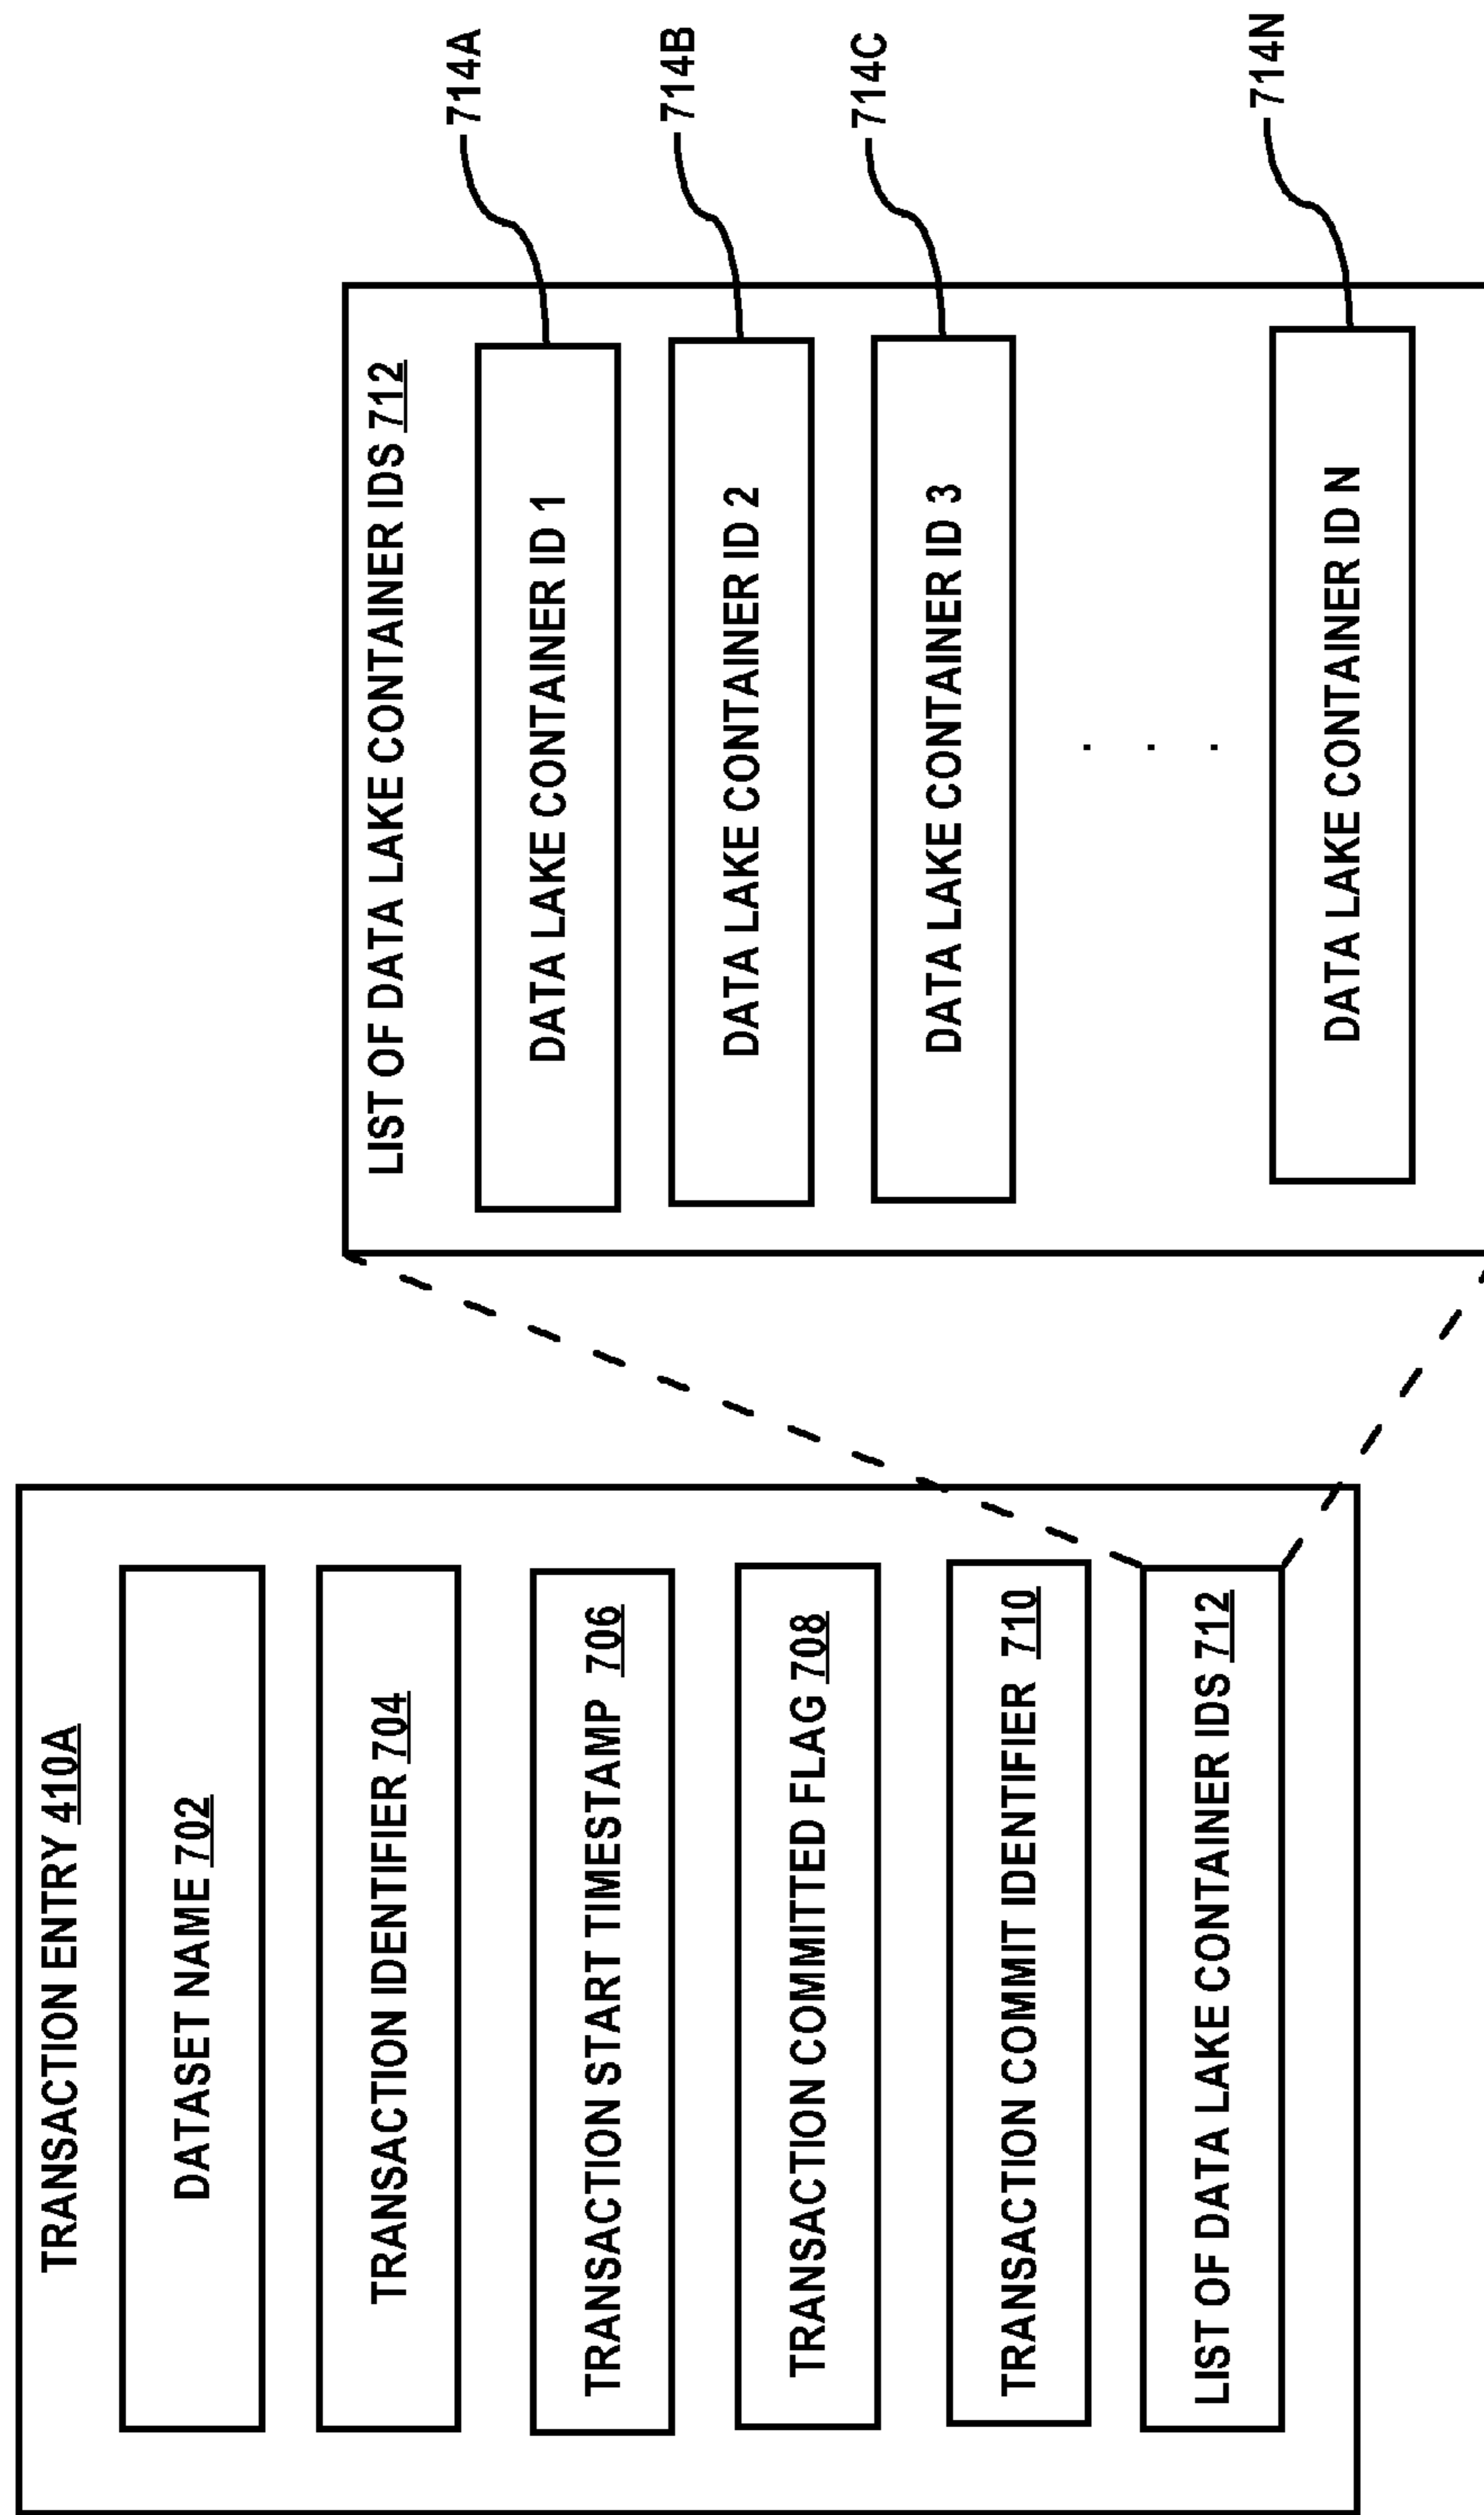 TRANSACTION ENTRY 410A
DATASET NAME 702
TRANSACTION IDENTIFIER 704
TRANSACTION START TIMESTAMP 706
TRANSACTION COMMITTED FLAG 708
TRANSACTION COMMIT IDENTIFIER 710
LIST OF DATA LAKE CONTAINER IDS 712
LIST OF DATA LAKE CONTAINER IDS 712
DATA LAKE CONTAINER ID 1
714A
DATA LAKE CONTAINER ID 2
714B
DATA LAKE CONTAINER ID 3
714C
. . .
DATA LAKE CONTAINER ID N
714N